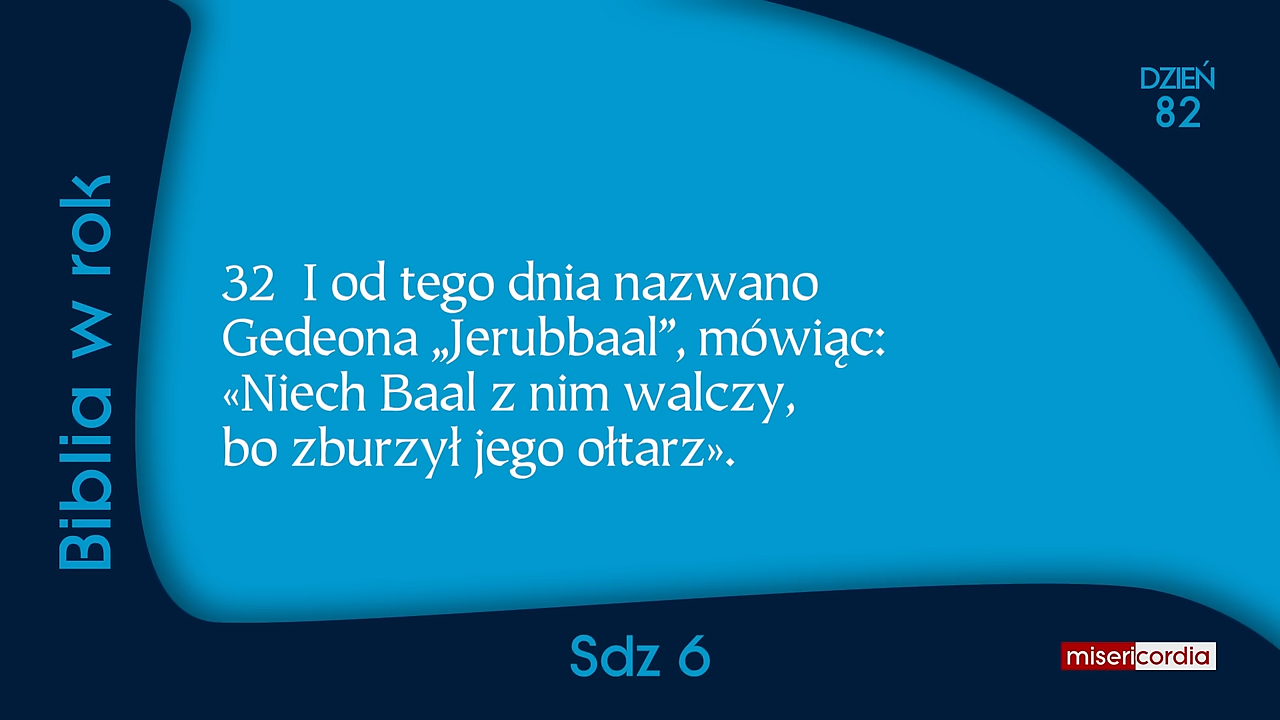 DZIEŃ
82
Biblia w rok
32 I od tego dnia nazwano
Gedeona „Jerubbaal”, mówiąc:
«Niech Baal z nim walczy,
bo zburzył jego ołtarz».
Sdz 6
misericordia